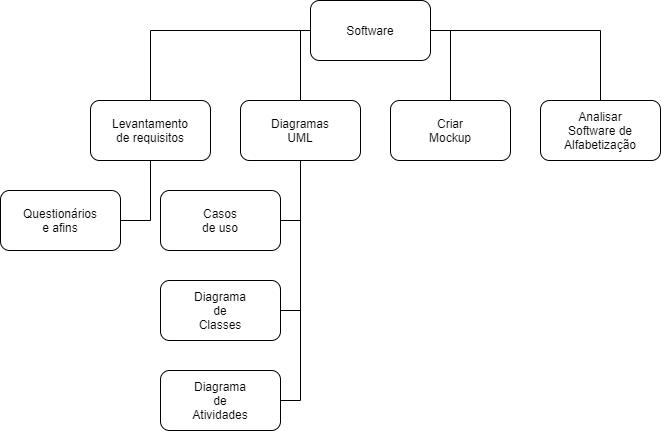 Software
Levantamento
de requisitos
Diagramas
UML
Criar
Mockup
Analisar
Software de
Alfabetização
Questionários
e afins
Casos
de uso
Diagrama
de
Classes
Diagrama
de
Atividades